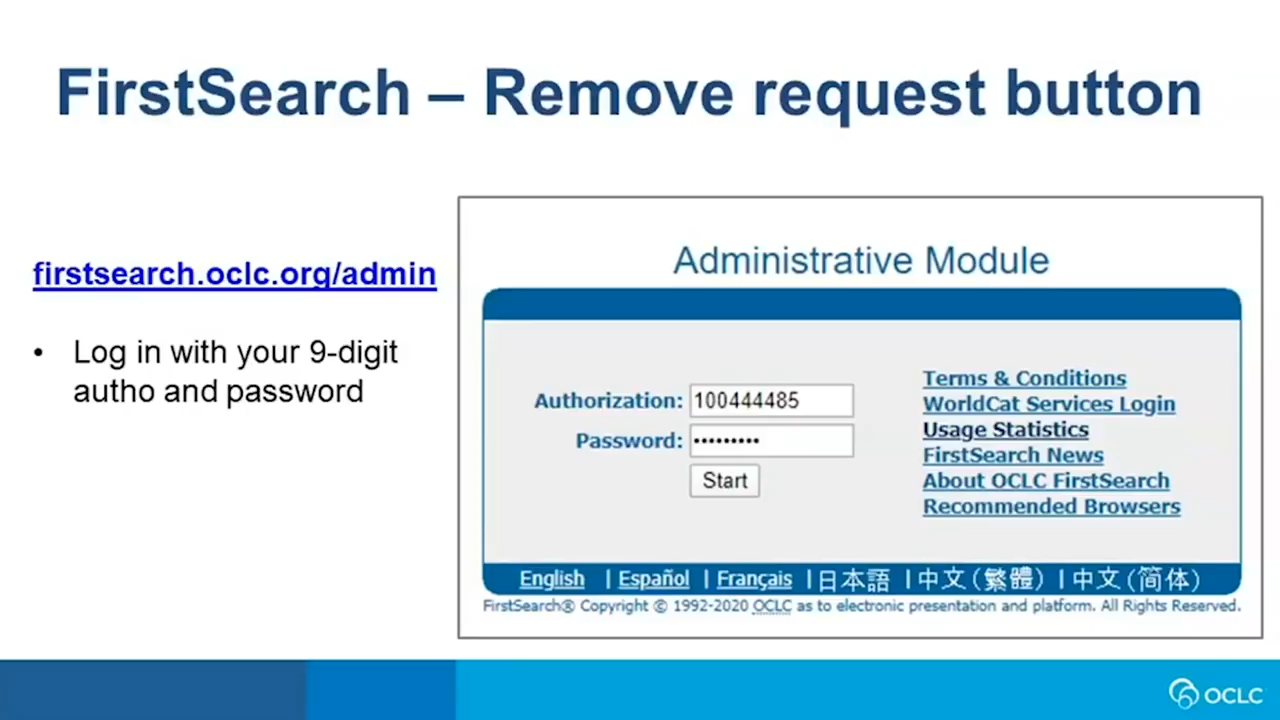 FirstSearch – Remove request button
firstsearch.oclc.org/admin
• Log in with your 9-digit
autho and password
Administrative Module
Authorization: 100444485
Password: •••••••••
Start
Terms & Conditions
WorldCat Services Login
Usage Statistics
FirstSearch News
About OCLC FirstSearch
Recommended Browsers
English | Español | Français | 日本語 | 中文(繁體) | 中文(简体)
FirstSearch® Copyright © 1992-2020 OCLC as to electronic presentation and platform. All Rights Reserved.
OCLC